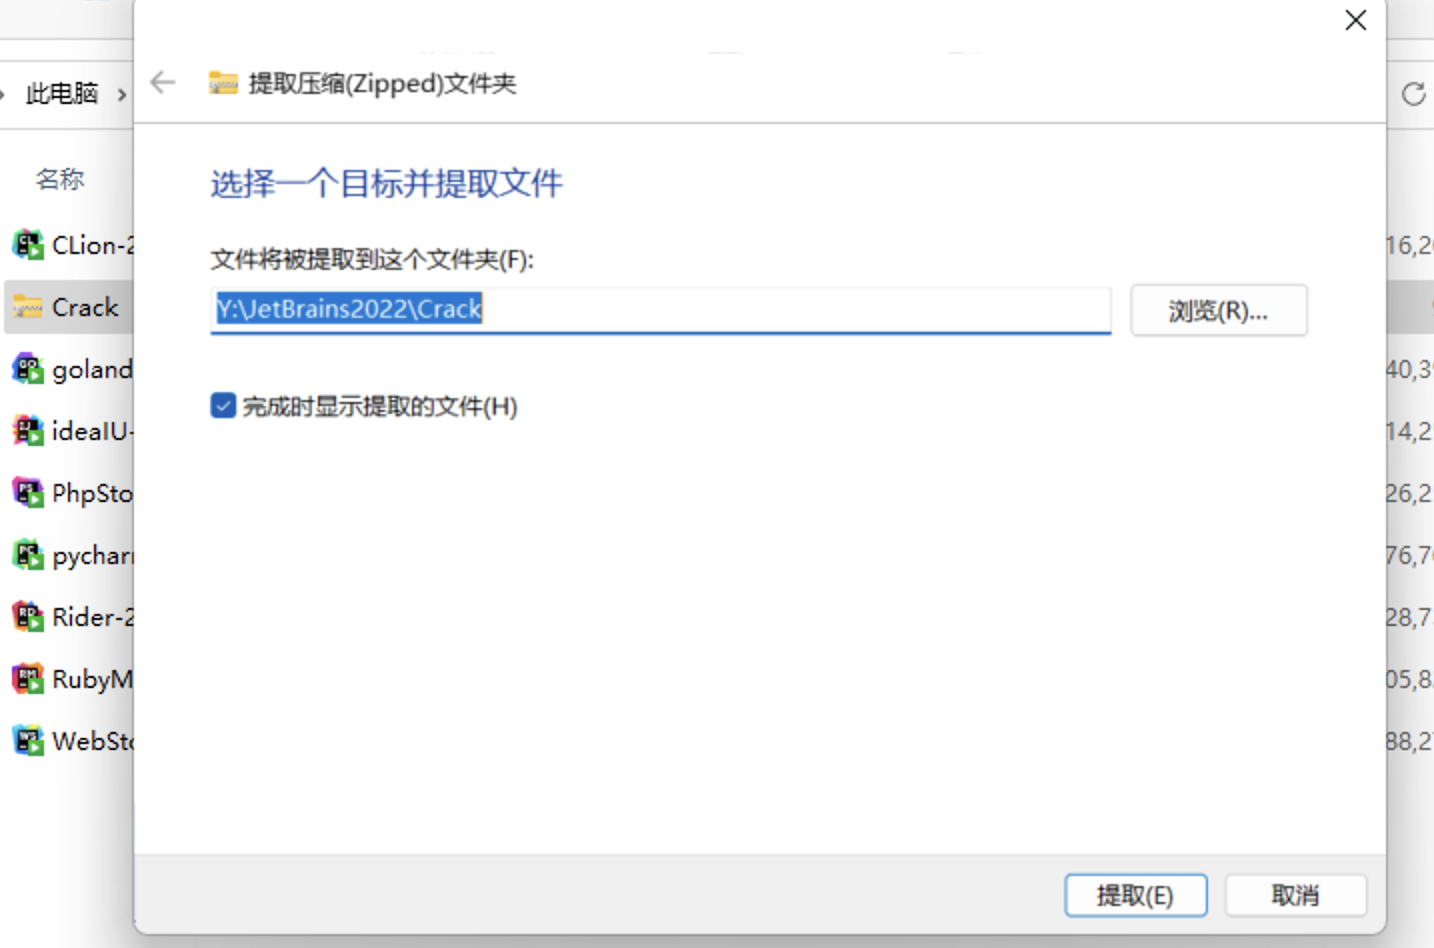 提取压缩(Zipped)文件夹
此电脑
选择一个目标并提取文件
名称
文件将被提取到这个文件夹(F):
CLion-2
16,2
Y:\JetBrains2022\Crack
浏览(R)...
Crack
goland
40,3
完成时显示提取的文件(H)
ideaIU-
14,2
PhpSto
26,2
pychar
76,7
Rider-2
28,7
RubyM
05,8
WebSto
88,2
提取(E)
取消